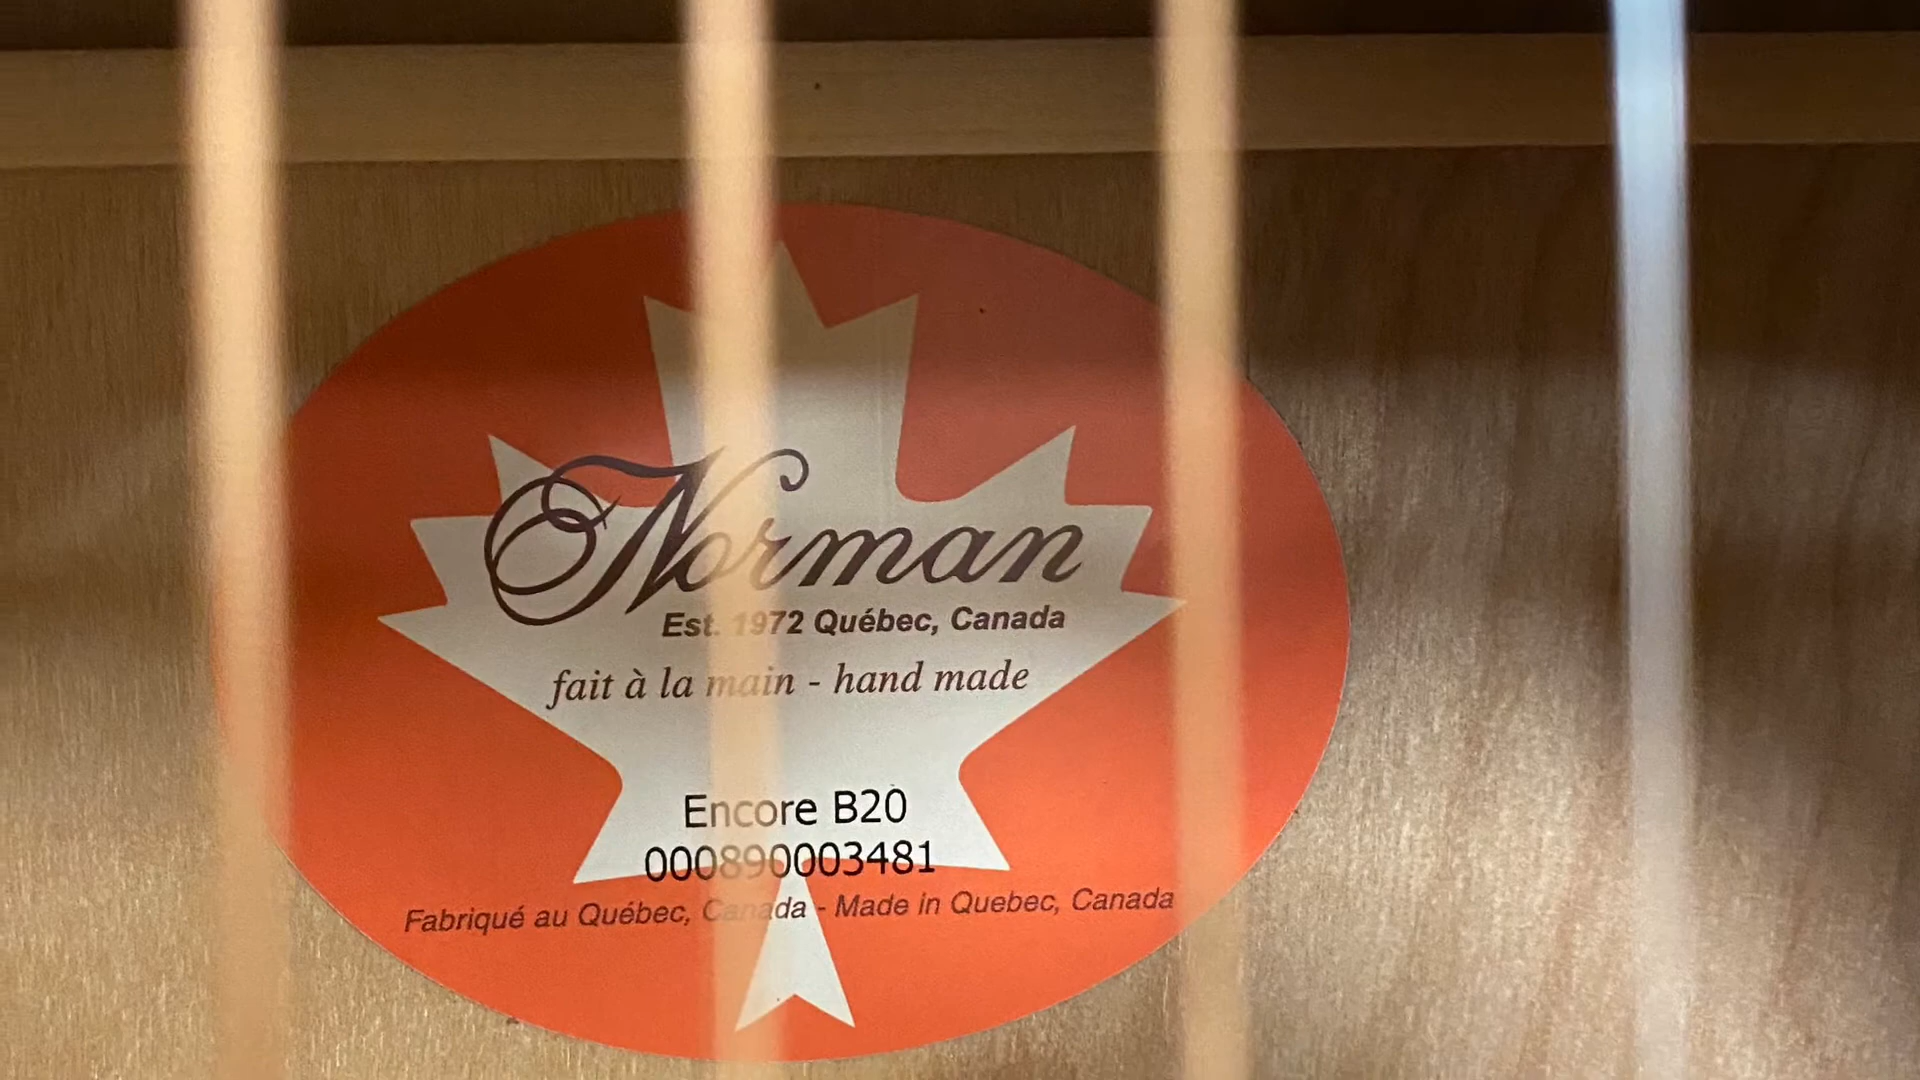 Norman
Est. 1972 Québec, Canada
fait à la main - hand made
Encore B20
000890003481
Fabriqué au Québec, Canada - Made in Quebec, Canada